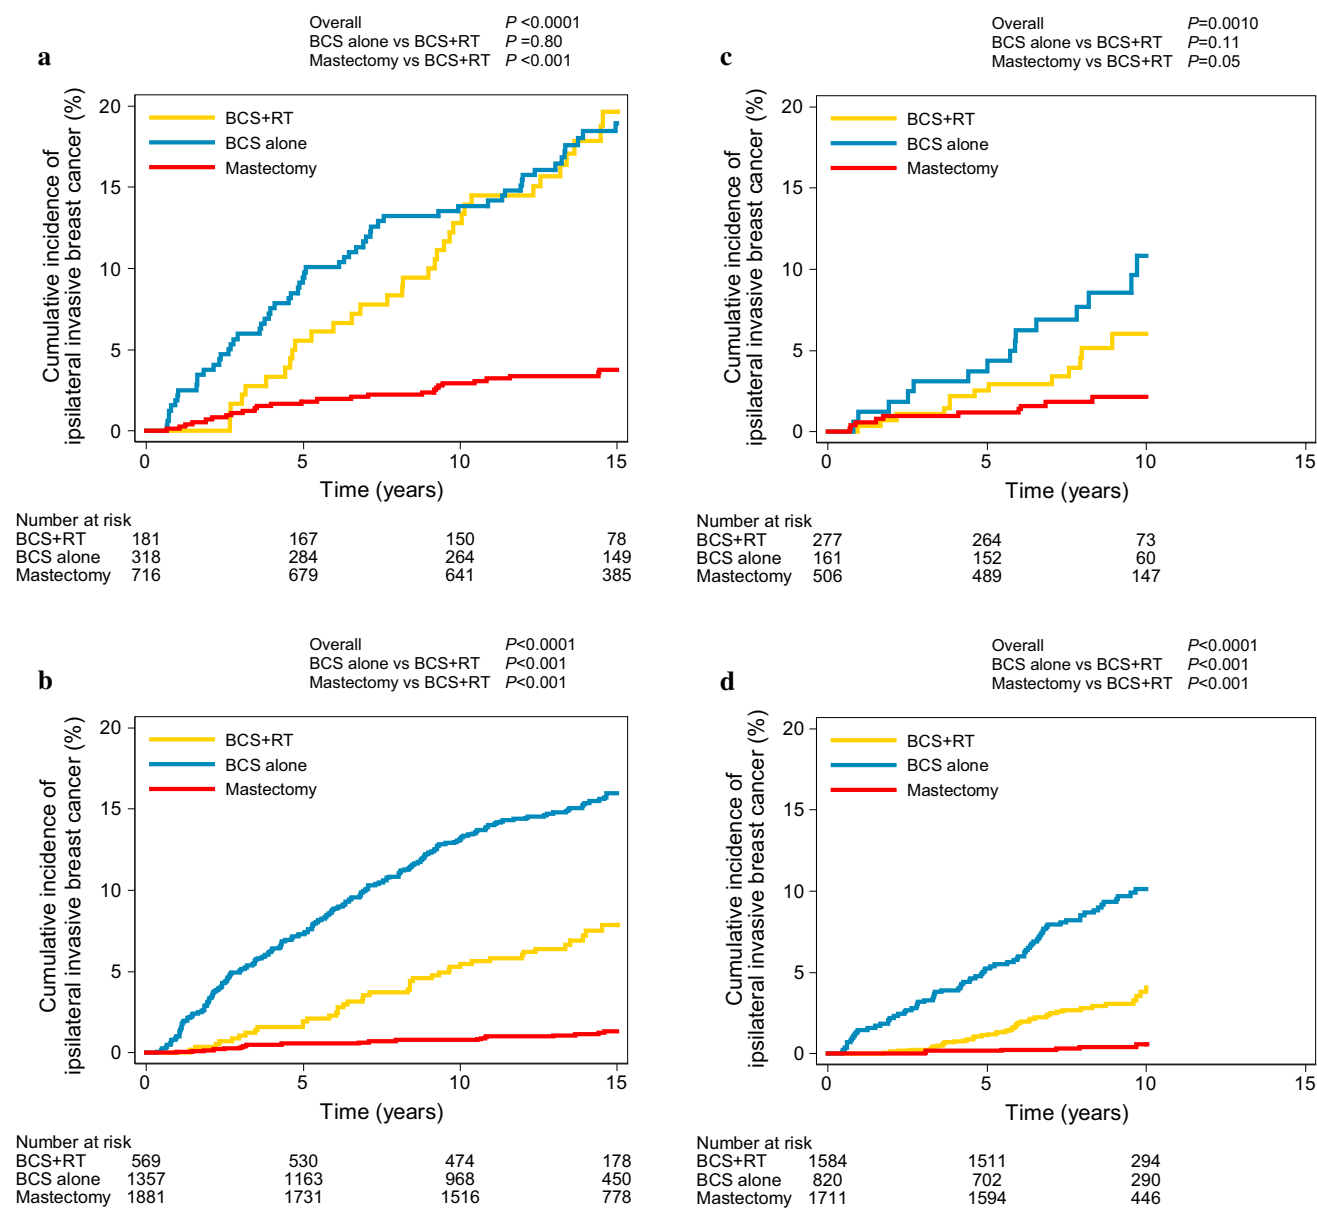 a
Overall P <0.0001
BCS alone vs BCS+RT P =0.80
Mastectomy vs BCS+RT P <0.001
Cumulative incidence of
ipsilateral invasive breast cancer (%)
20
15
10
5
0
BCS+RT
BCS alone
Mastectomy
0 5 10 15
Time (years)
Number at risk
BCS+RT 181 167 150 78
BCS alone 318 284 264 149
Mastectomy 716 679 641 385
c
Overall P=0.0010
BCS alone vs BCS+RT P=0.11
Mastectomy vs BCS+RT P=0.05
Cumulative incidence of
ipsilateral invasive breast cancer (%)
20
15
10
5
0
BCS+RT
BCS alone
Mastectomy
0 5 10 15
Time (years)
Number at risk
BCS+RT 277 264 73
BCS alone 161 152 60
Mastectomy 506 489 147
b
Overall P<0.0001
BCS alone vs BCS+RT P<0.001
Mastectomy vs BCS+RT P<0.001
Cumulative incidence of
ipsilateral invasive breast cancer (%)
20
15
10
5
0
BCS+RT
BCS alone
Mastectomy
0 5 10 15
Time (years)
Number at risk
BCS+RT 569 530 474 178
BCS alone 1357 1163 968 450
Mastectomy 1881 1731 1516 778
d
Overall P<0.0001
BCS alone vs BCS+RT P<0.001
Mastectomy vs BCS+RT P<0.001
Cumulative incidence of
ipsilateral invasive breast cancer (%)
20
15
10
5
0
BCS+RT
BCS alone
Mastectomy
0 5 10 15
Time (years)
Number at risk
BCS+RT 1584 1511 294
BCS alone 820 702 290
Mastectomy 1711 1594 446